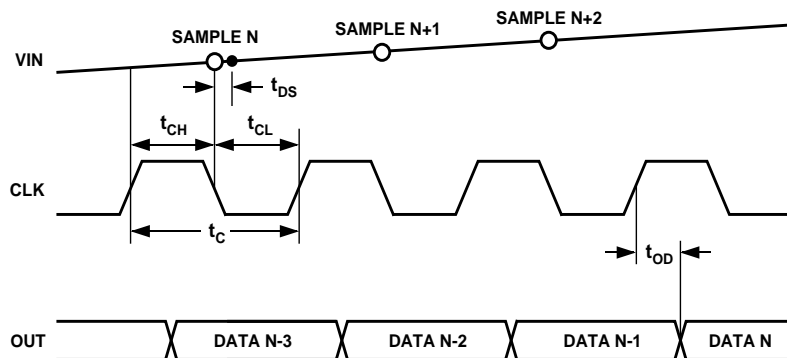 SAMPLE N
SAMPLE N+1
SAMPLE N+2
VIN
tDS
tCH
tCL
CLK
tC
tOD
OUT
DATA N-3
DATA N-2
DATA N-1
DATA N